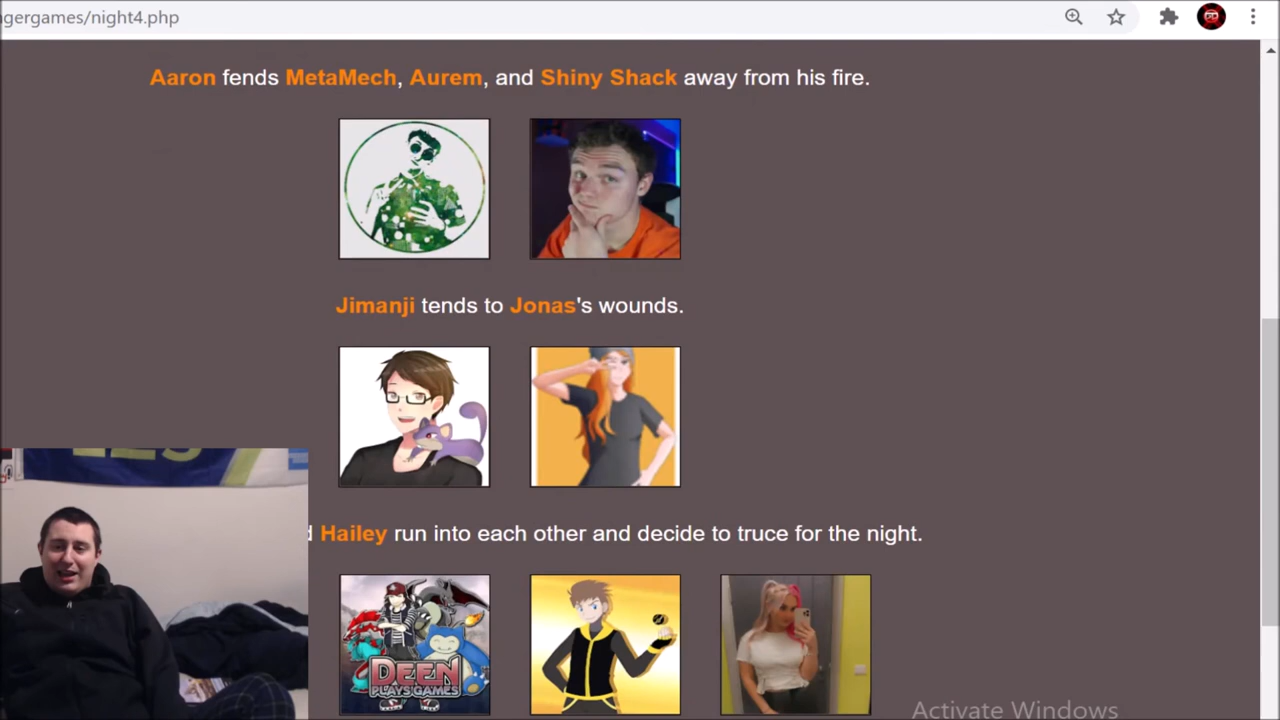 gergames/night4.php
Aaron fends MetaMech, Aurem, and Shiny Shack away from his fire.
Jimanji tends to Jonas's wounds.
Hailey run into each other and decide to truce for the night.
DEEN
PLAYS GAMES
Activate Windows